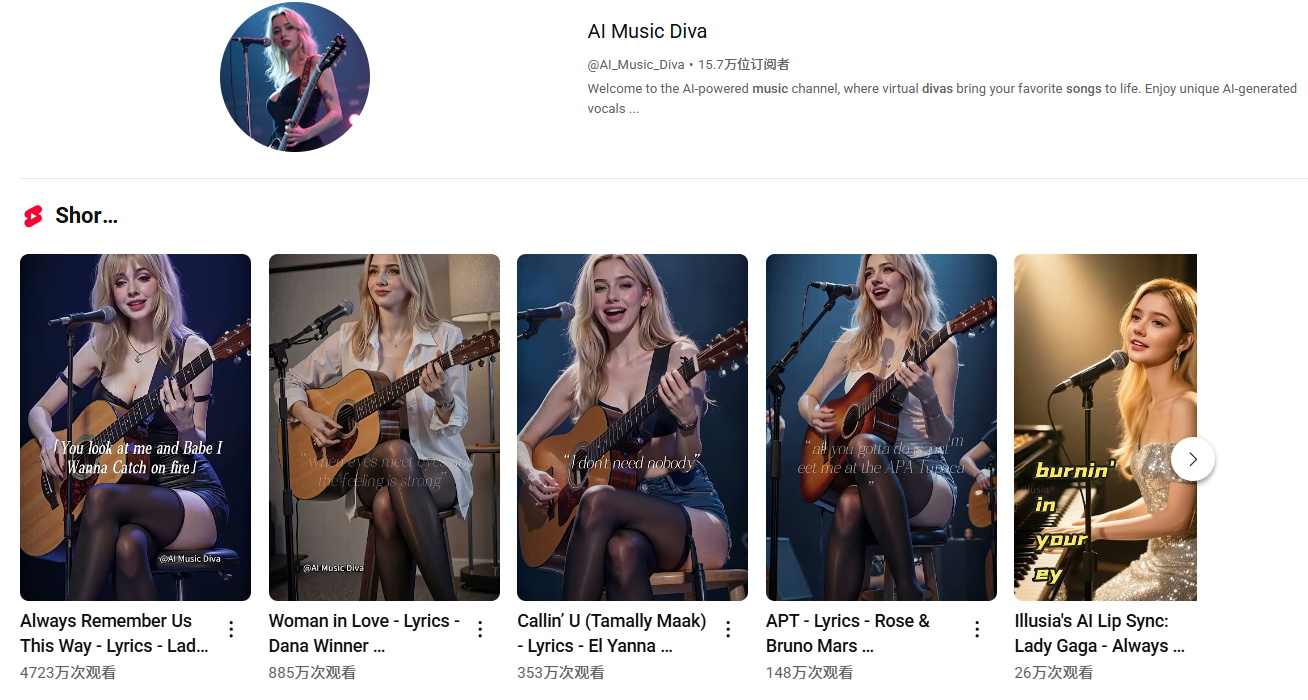 AI Music Diva
@AI_Music_Diva • 15.7万位订阅者
Welcome to the AI-powered music channel, where virtual divas bring your favorite songs to life. Enjoy unique AI-generated
vocals ...
Shor...
「You look at me and Babe I
Wanna Catch on fire」
@AI Music Diva
Always Remember Us
This Way - Lyrics - Lad...
4723万次观看
"when eyes meet eyes and
the feeling is strong
@AI Music Diva
Woman in Love - Lyrics -
Dana Winner ...
885万次观看
"I don't need nobody"
Callin' U (Tamally Maak)
- Lyrics - El Yanna ...
353万次观看
"all you gotta do is just
eet me at the APA Tunaca
"
APT - Lyrics - Rose &
Bruno Mars ...
148万次观看
burnin'
in
your
ey
Illusia's AI Lip Sync:
Lady Gaga - Always ...
26万次观看